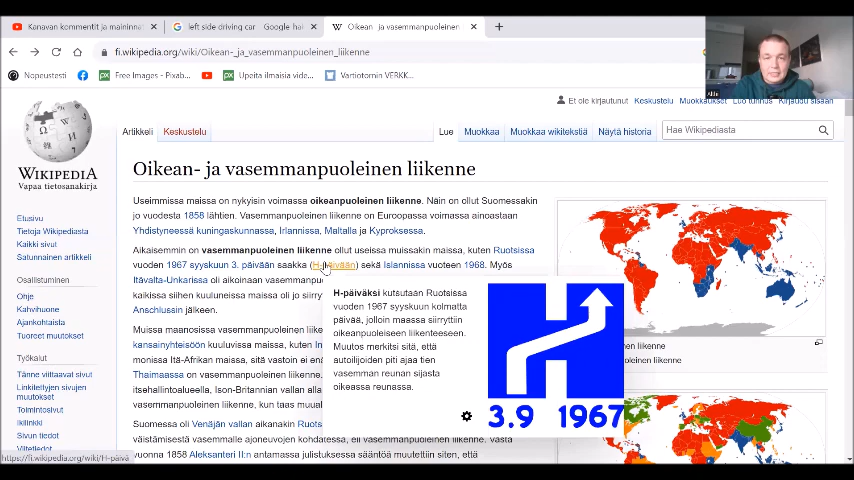 Kanavan kommentit ja maininnat
left side driving car - Google-hai
Oikean- ja vasemmanpuoleinen
fi.wikipedia.org/wiki/Oikean-_ja_vasemmanpuoleinen_liikenne
Nopeustesti
Free Images - Pixab...
Upeita ilmaisia vide...
Vartiotornin VERKK...
Ahti
Et ole kirjautunut Keskustelu Muokkaukset Luo tunnus Kirjaudu sisään
WIKIPEDIA
Vapaa tietosanakirja
Artikkeli Keskustelu
Lue Muokkaa Muokkaa wikitekstiä Näytä historia
Hae Wikipediasta
Etusivu
Tietoja Wikipediasta
Kaikki sivut
Satunnainen artikkeli
Osallistuminen
Ohje
Kahvihuone
Ajankohtaista
Tuoreet muutokset
Työkalut
Tänne viittaavat sivut
Linkitettyjen sivujen
muutokset
Toimintosivut
Ikilinkki
Sivun tiedot
Viitetiedot
Oikean- ja vasemmanpuoleinen liikenne
Useimmissa maissa on nykyisin voimassa oikeanpuoleinen liikenne. Näin on ollut Suomessakin
jo vuodesta 1858 lähtien. Vasemmanpuoleinen liikenne on Euroopassa voimassa ainoastaan
Yhdistyneessä kuningaskunnassa, Irlannissa, Maltalla ja Kyproksessa.
Aikaisemmin on vasemmanpuoleinen liikenne ollut useissa muissakin maissa, kuten Ruotsissa
vuoden 1967 syyskuun 3. päivään saakka (H-päivään) sekä Islannissa vuoteen 1968. Myös
Itävalta-Unkarissa oli aikoinaan vasemmanpuo
kaikissa siihen kuuluneissa maissa oli ja siirry
Anschlussin jälkeen.
Muissa maanosissa vasemmanpuoleinen liikenne
kansainyhteisöön kuuluvissa maissa, kuten In
monissa Itä-Afrikan maissa, sitä vastoin ei enä
Thaimaassa on vasemmanpuoleinen
itsehallintoalueella, Ison-Britannian vallan aika
vasemmanpuoleinen liikenne, kun taas muual
Suomessa oli Venäjän vallan aikanakin Ruots
väistämisestä vasemmalle ajoneuvojen kohdatessa, eli vasemmanpuoleinen liikenne.
vuonna 1858 Aleksanteri II:n antamassa julistuksessa sääntö muutettiin siten, että
H-päiväksi kutsutaan Ruotsissa
vuoden 1967 syyskuun kolmatta
päivää, jolloin maassa siirryttiin
oikeanpuoleiseen liikenteeseen.
Muutos merkitsi sitä, että
autoilijoiden piti ajaa tien
vasemman reunan sijasta
oikeassa reunassa.
3.9 1967
nen liikenne
uoleinen liikenne
https://fi.wikipedia.org/wiki/H-päivä